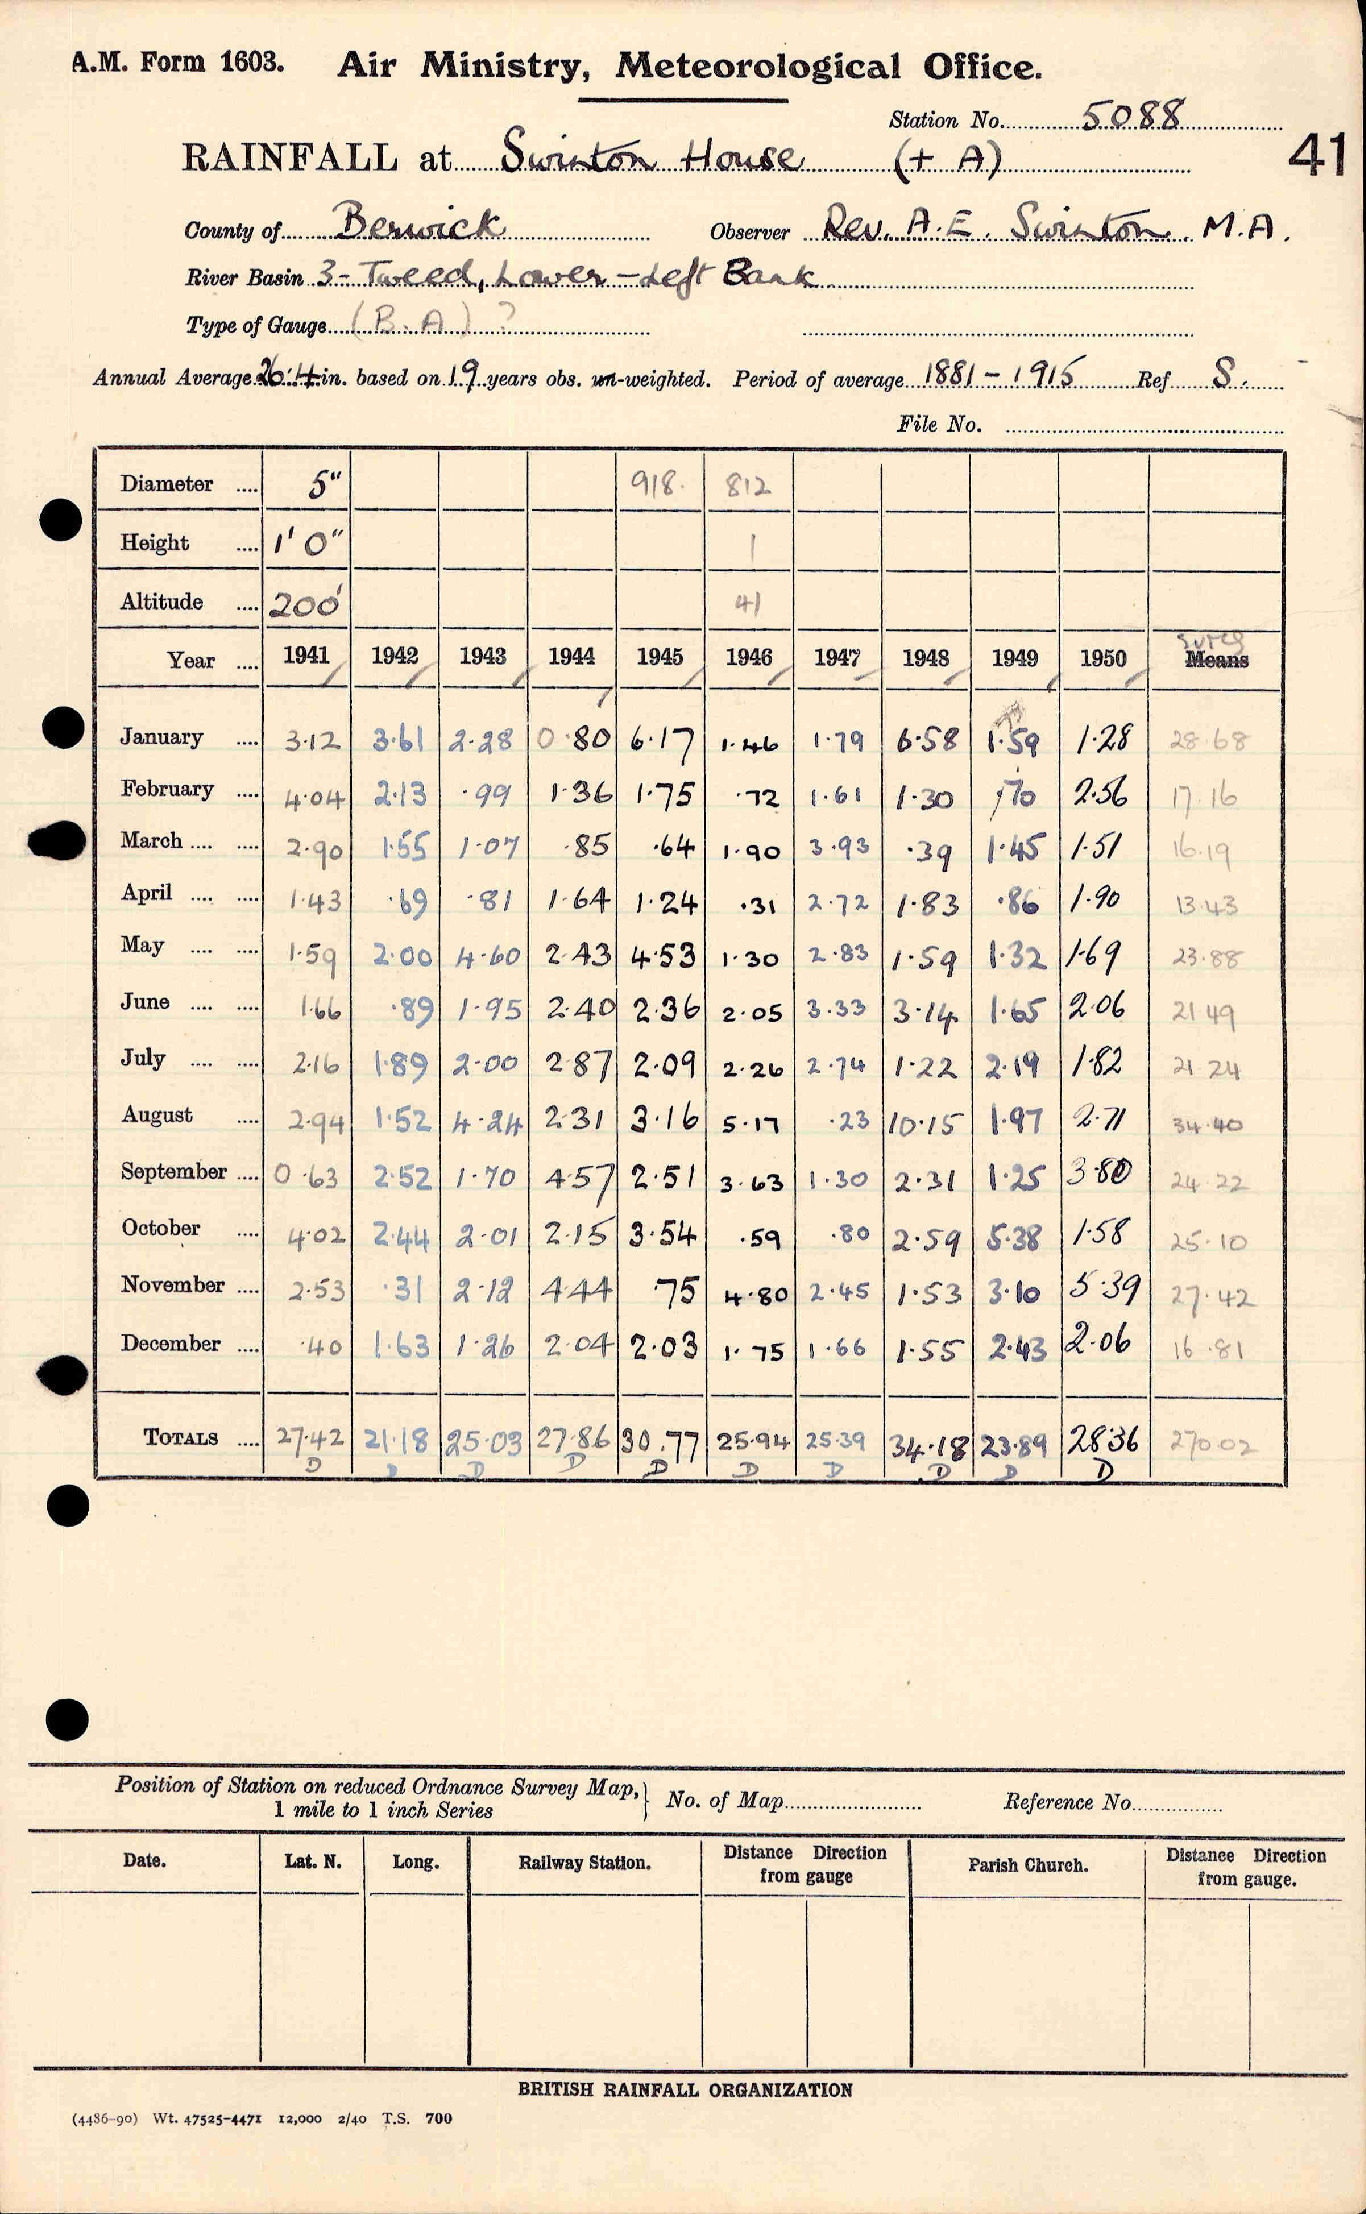 A.M. Form 1603. Air Ministry, Meteorological Office.
Station No. 5088
RAINFALL at Swinton House (+ A) 41
County of Berwick Observer Rev. A. E. Swinton. M.A.
River Basin 3- Tweed, Lower - Left Bank
Type of Gauge (B.A) ?
Annual Average 26.4 in. based on 19 years obs. un-weighted. Period of average 1881 - 1915 Ref S.
File No.
Diameter 5" 918. 812
Height 1' 0" 1
Altitude 200' 41
Year 1941 1942 1943 1944 1945 1946 1947 1948 1949 1950 Means
January 3.12 3.61 2.28 0.80 6.17 1.46 1.79 6.58 1.59 1.28 28.68
February 4.04 2.13 .99 1.36 1.75 .72 1.61 1.30 .70 2.56 17.16
March 2.90 1.55 1.07 .85 .64 1.90 3.93 .39 1.45 1.51 16.19
April 1.43 .69 .81 1.64 1.24 .31 2.72 1.83 .86 1.90 13.43
May 1.59 2.00 4.60 2.43 4.53 1.30 2.83 1.59 1.32 1.69 23.88
June 1.66 .89 1.95 2.40 2.36 2.05 3.33 3.14 1.65 2.06 21.49
July 2.16 1.89 2.00 2.87 2.09 2.26 2.74 1.22 2.19 1.82 21.24
August 2.94 1.52 4.24 2.31 3.16 5.17 .23 10.15 1.97 2.71 34.40
September 0.63 2.52 1.70 4.57 2.51 3.63 1.30 2.31 1.25 3.80 24.22
October 4.02 2.44 2.01 2.15 3.54 .59 .80 2.59 5.38 1.58 25.10
November 2.53 .31 2.12 4.44 .75 4.80 2.45 1.53 3.10 5.39 27.42
December .40 1.63 1.26 2.04 2.03 1.75 1.66 1.55 2.43 2.06 16.81
TOTALS 27.42 21.18 25.03 27.86 30.77 25.94 25.39 34.18 23.89 28.36 270.02
D D D D D D D D D D
Position of Station on reduced Ordnance Survey Map, 1 mile to 1 inch Series No. of Map Reference No.
Date. Lat. N. Long. Railway Station. Distance Direction from gauge Parish Church. Distance Direction from gauge.
BRITISH RAINFALL ORGANIZATION
(4486-90) Wt. 47525-4471 12,000 2/40 T.S. 700